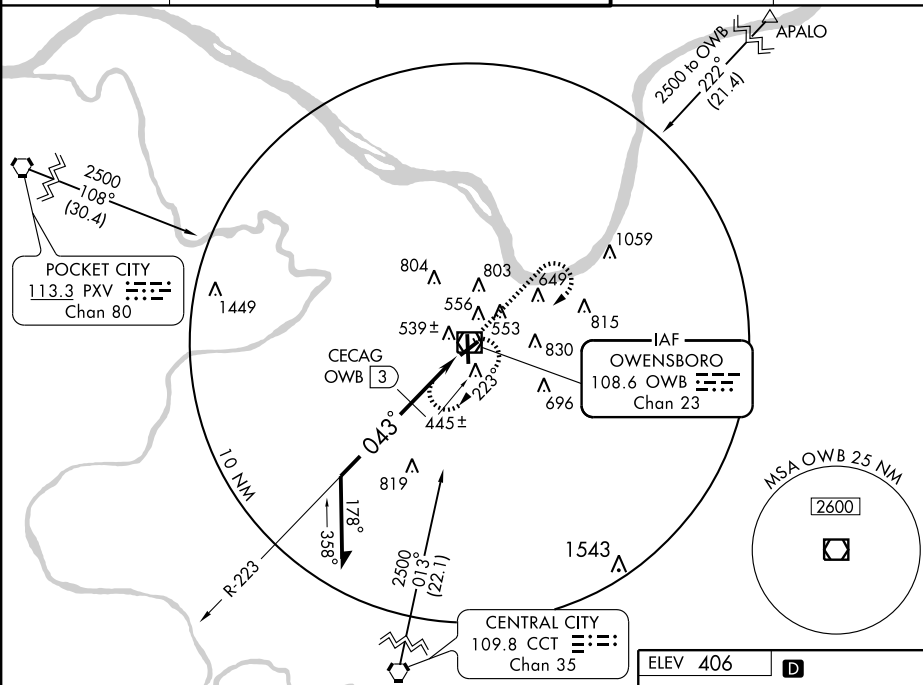 APALO
2500 to OWB
222°
(21.4)
2500
108°
(30.4)
POCKET CITY
113.3 PXV
Chan 80
1449
804
803
1059
649
556
553
815
539±
830
CECAG
OWB 3
223°
696
445±
IAF
OWENSBORO
108.6 OWB
Chan 23
043°
819
10 NM
178°
358°
R-223
2500
013°
(22.1)
1543
MSA OWB 25 NM
2600
CENTRAL CITY
109.8 CCT
Chan 35
ELEV 406
D